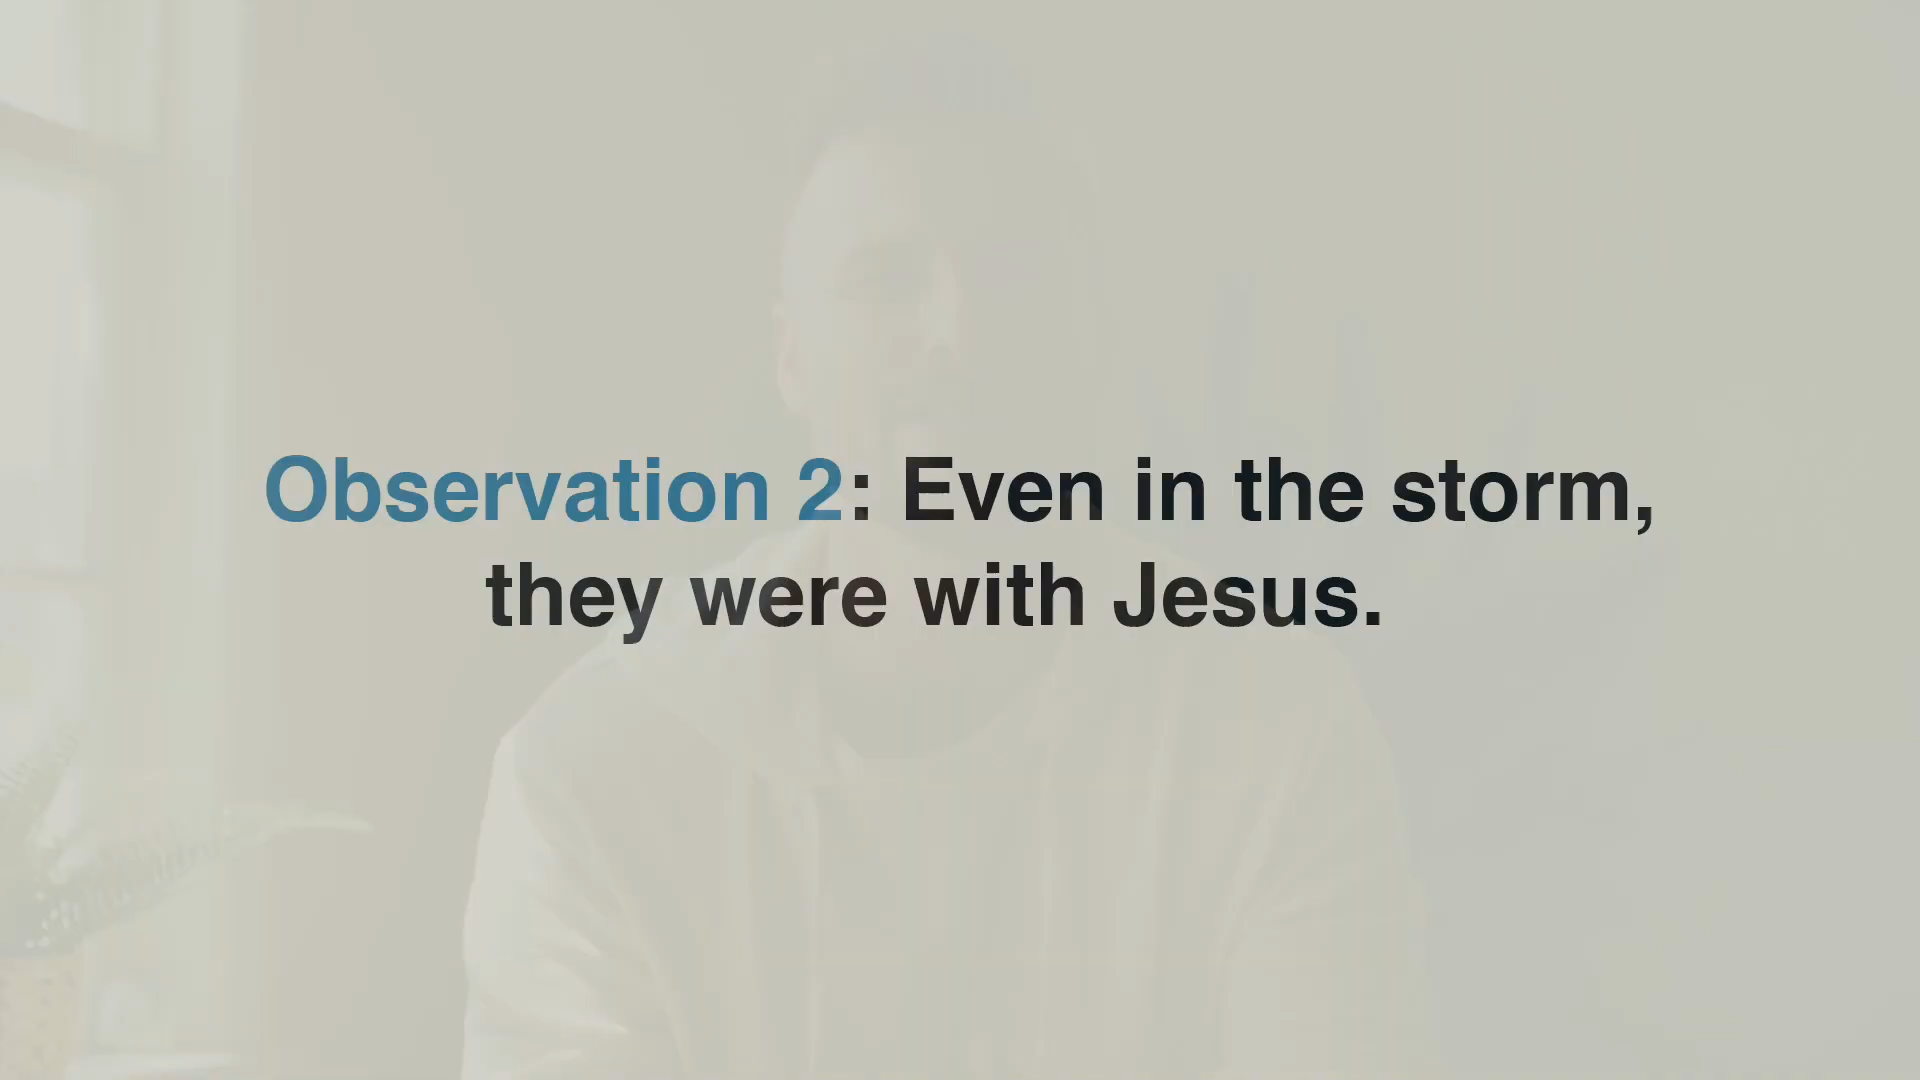 Observation 2: Even in the storm,
they were with Jesus.